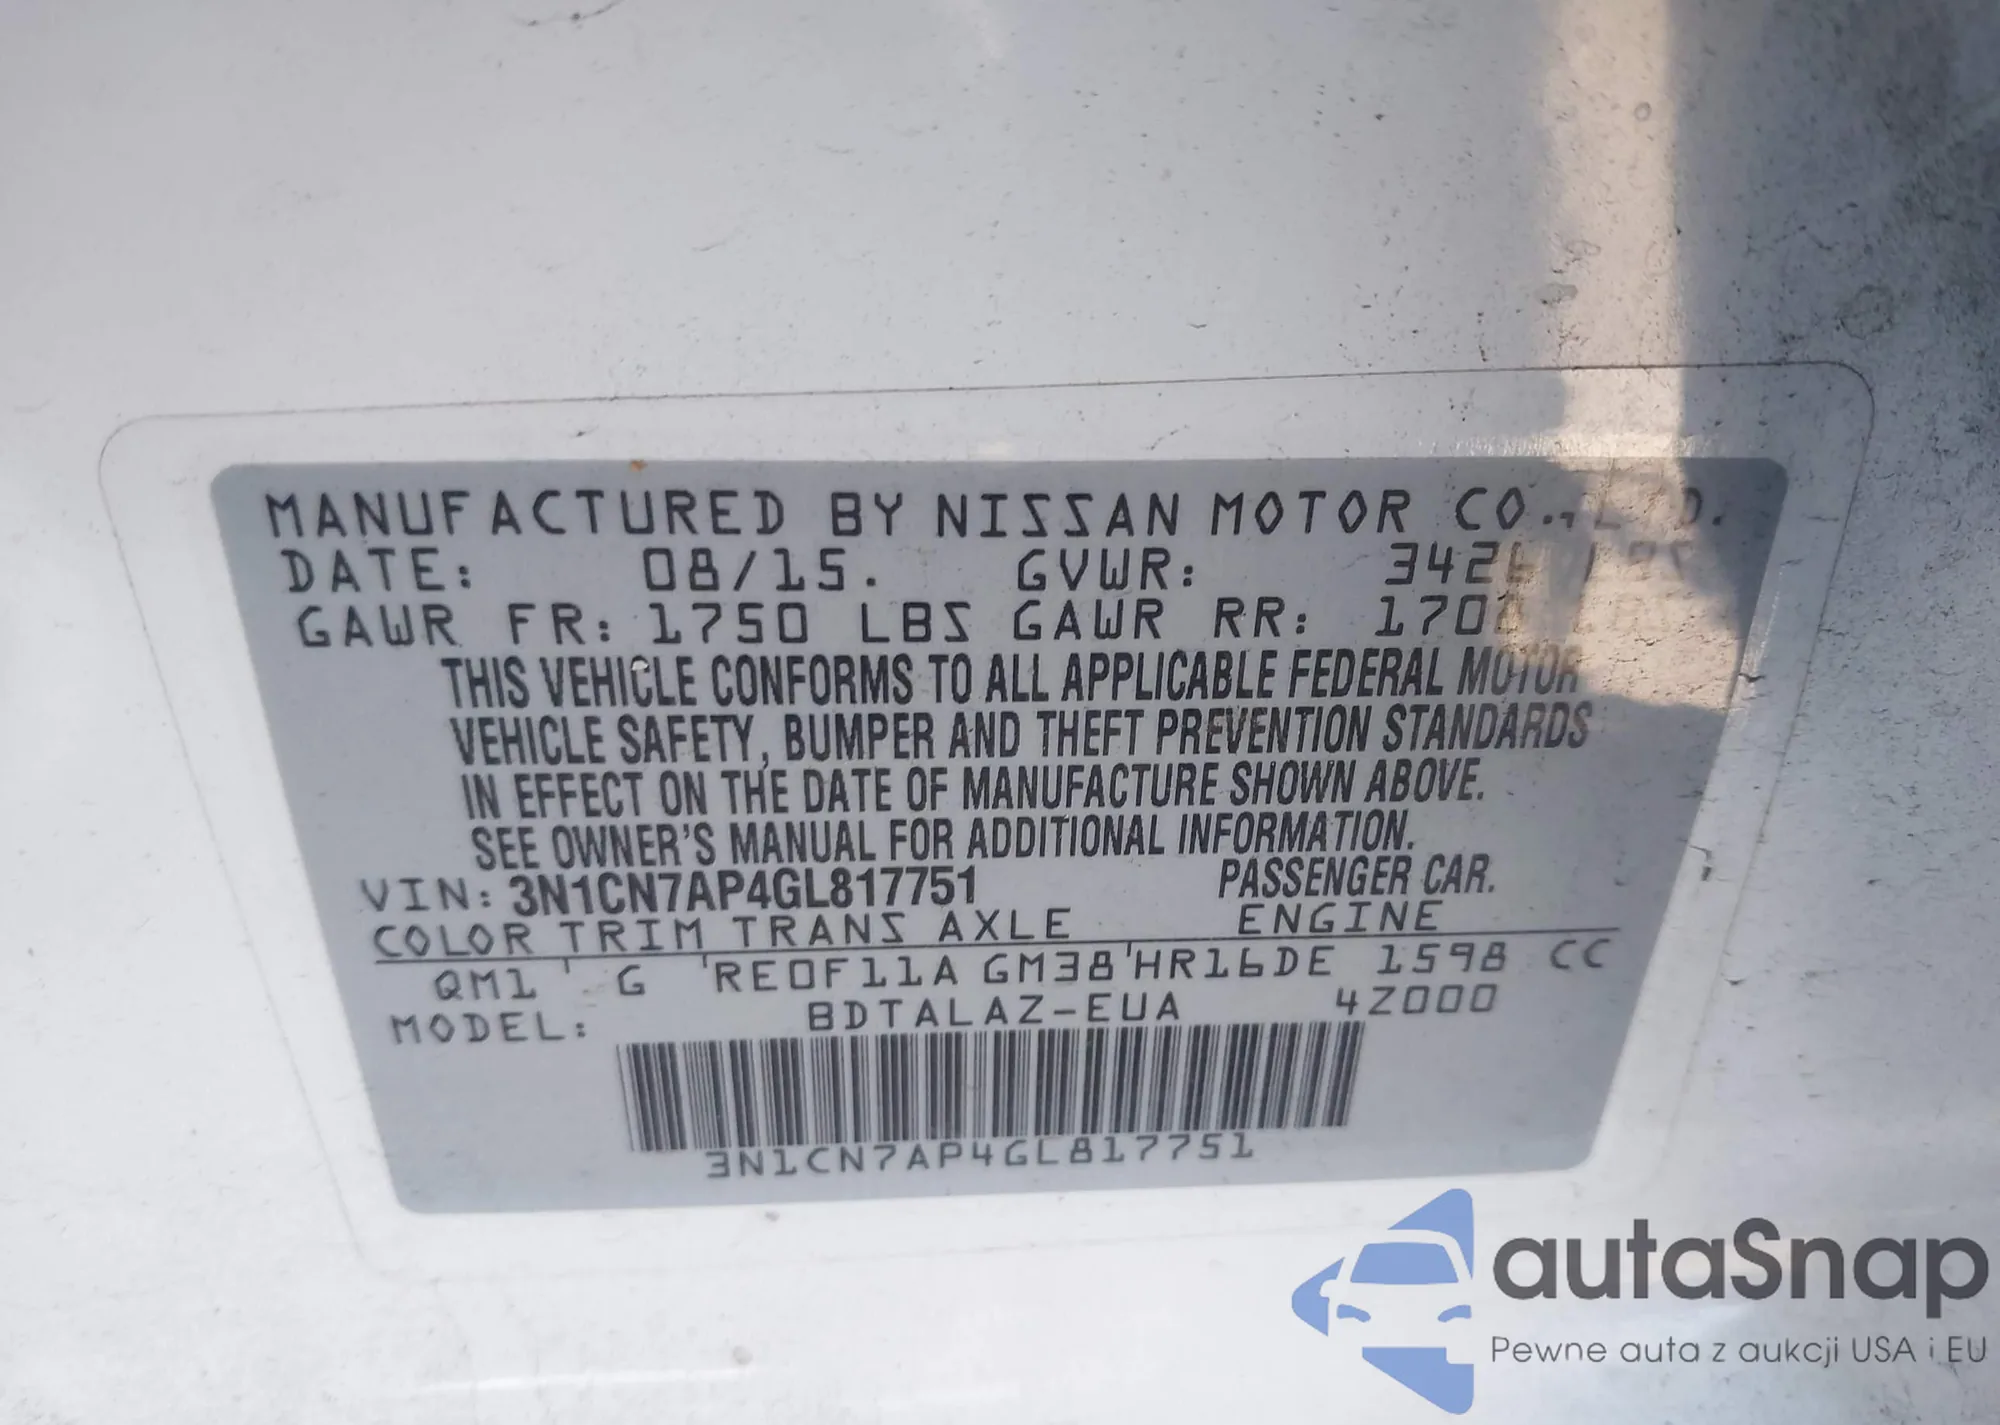 MANUFACTURED BY NISSAN MOTOR CO., LTD.
DATE: 08/15. GVWR:
GAWR FR: 1750 LBS GAWR RR:
THIS VEHICLE CONFORMS TO ALL APPLICABLE FEDERAL MOTOR
VEHICLE SAFETY, BUMPER AND THEFT PREVENTION STANDARDS
IN EFFECT ON THE DATE OF MANUFACTURE SHOWN ABOVE.
SEE OWNER'S MANUAL FOR ADDITIONAL INFORMATION.
VIN: 3N1CN7AP4GL817751 PASSENGER CAR.
COLOR TRIM TRANS AXLE ENGINE
QM1 ' G 'RE0F11A GM38'HR16DE 1598 CC
MODEL: BDTALAZ-EUA 4Z000
3N1CN7AP4GL817751
autaSnap
Pewne auta z aukcji USA i EU